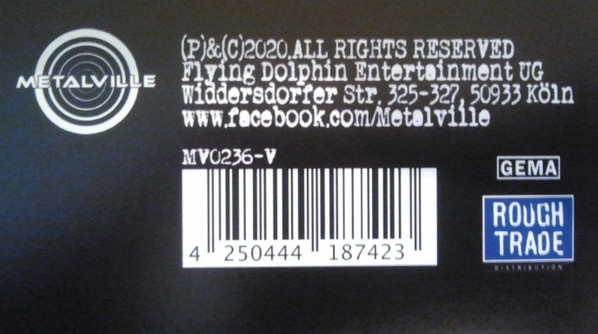 METALVILLE
(P)&(C)2020.ALL RIGHTS RESERVED
Flying Dolphin Entertainment UG
Widdersdorfer Str. 325-327, 50933 Köln
www.facebook.com/Metalville
MV0236-V
4 250444 187423
GEMA
ROUGH
TRADE
DISTRIBUTION